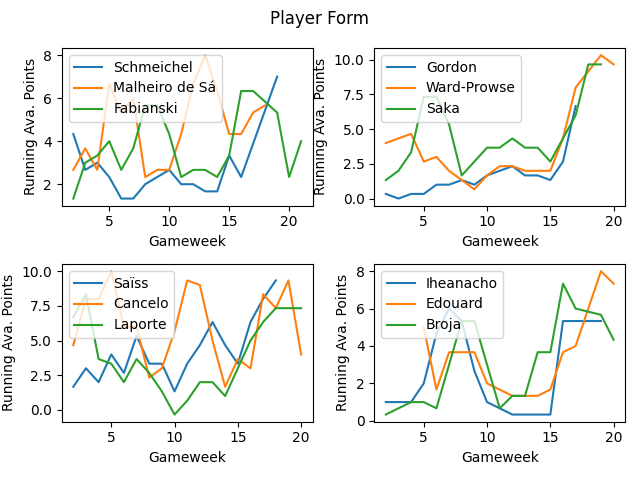 Player Form
8
6
4
2
Running Ava. Points
Schmeichel
Malheiro de Sá
Fabianski
5
10
15
20
Gameweek
10.0
7.5
5.0
2.5
0.0
Running Ava. Points
Gordon
Ward-Prowse
Saka
5
10
15
20
Gameweek
10.0
7.5
5.0
2.5
0.0
Running Ava. Points
Saïss
Cancelo
Laporte
5
10
15
20
Gameweek
8
6
4
2
0
Running Ava. Points
Iheanacho
Edouard
Broja
5
10
15
20
Gameweek